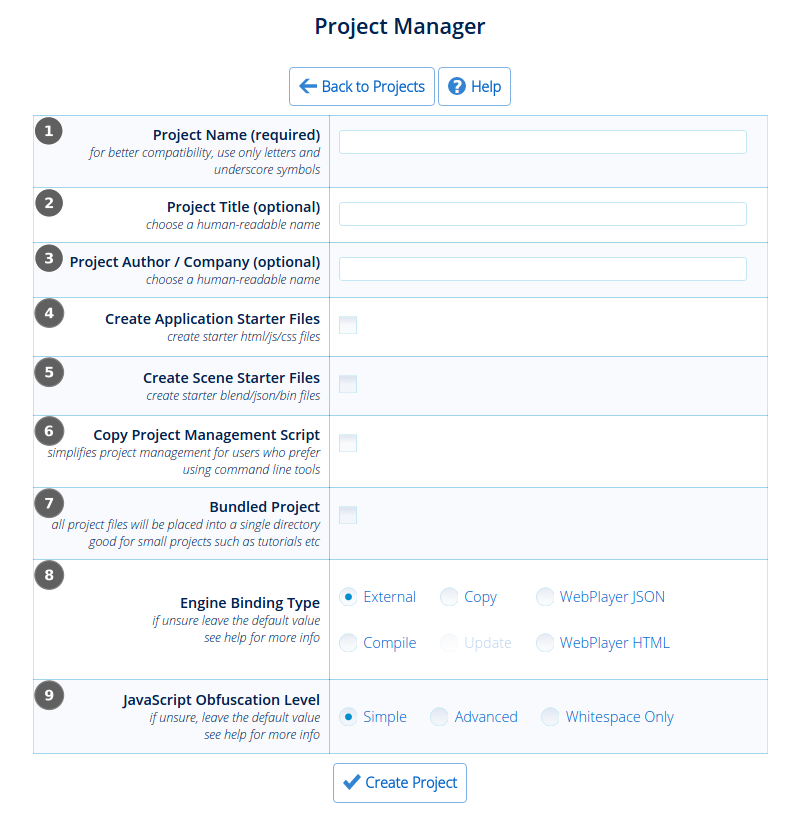 Project Manager
Back to Projects Help
1
Project Name (required)
for better compatibility, use only letters and
underscore symbols
2
Project Title (optional)
choose a human-readable name
3
Project Author / Company (optional)
choose a human-readable name
4
Create Application Starter Files
create starter html/js/css files
5
Create Scene Starter Files
create starter blend/json/bin files
6
Copy Project Management Script
simplifies project management for users who prefer
using command line tools
7
Bundled Project
all project files will be placed into a single directory
good for small projects such as tutorials etc
8
Engine Binding Type
if unsure leave the default value
see help for more info
External Copy WebPlayer JSON
Compile Update WebPlayer HTML
9
JavaScript Obfuscation Level
if unsure, leave the default value
see help for more info
Simple Advanced Whitespace Only
Create Project